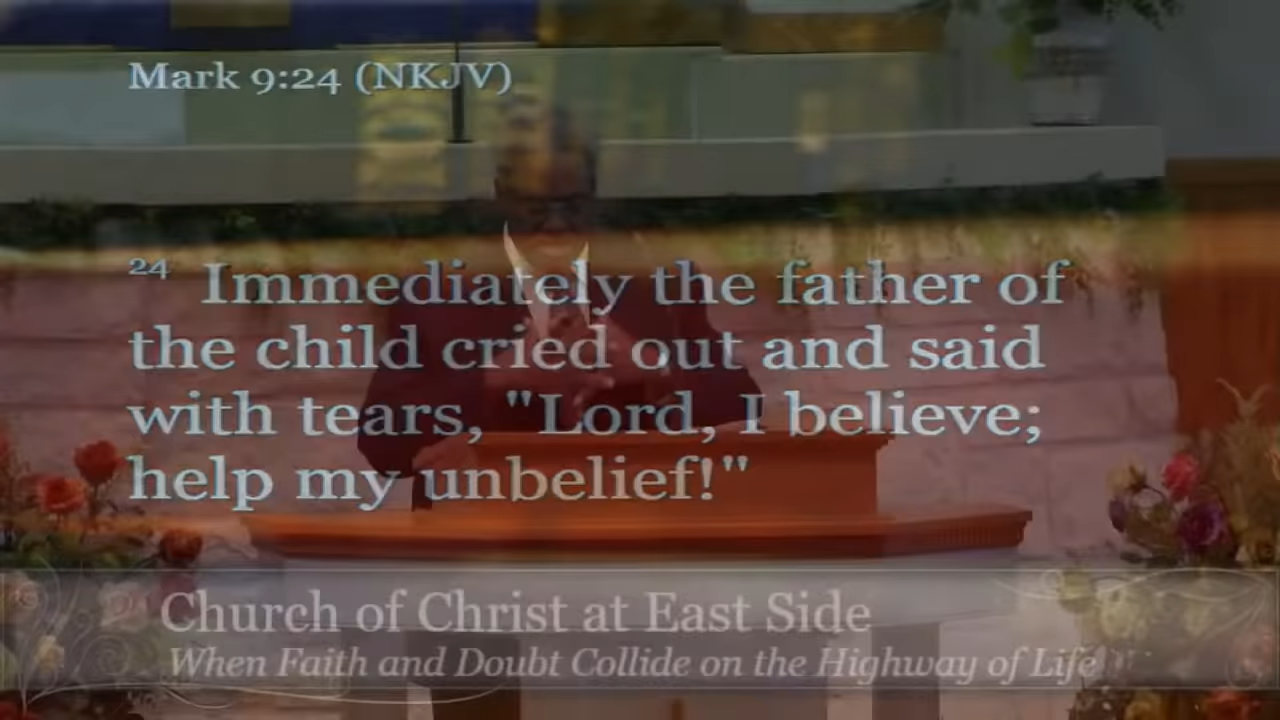 Mark 9:24 (NKJV)
24 Immediately the father of
the child cried out and said
with tears, "Lord, I believe;
help my unbelief!"
Church of Christ at East Side
When Faith and Doubt Collide on the Highway of Life